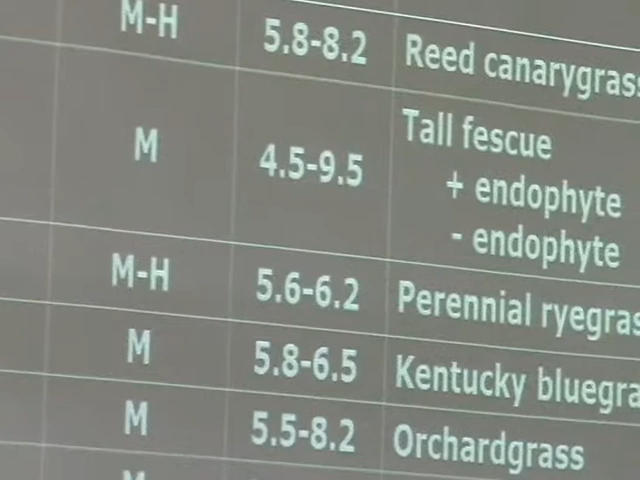 M-H 5.8-8.2 Reed canarygrass
M 4.5-9.5 Tall fescue
+ endophyte
- endophyte
M-H 5.6-6.2 Perennial ryegras
M 5.8-6.5 Kentucky bluegra
M 5.5-8.2 Orchardgrass